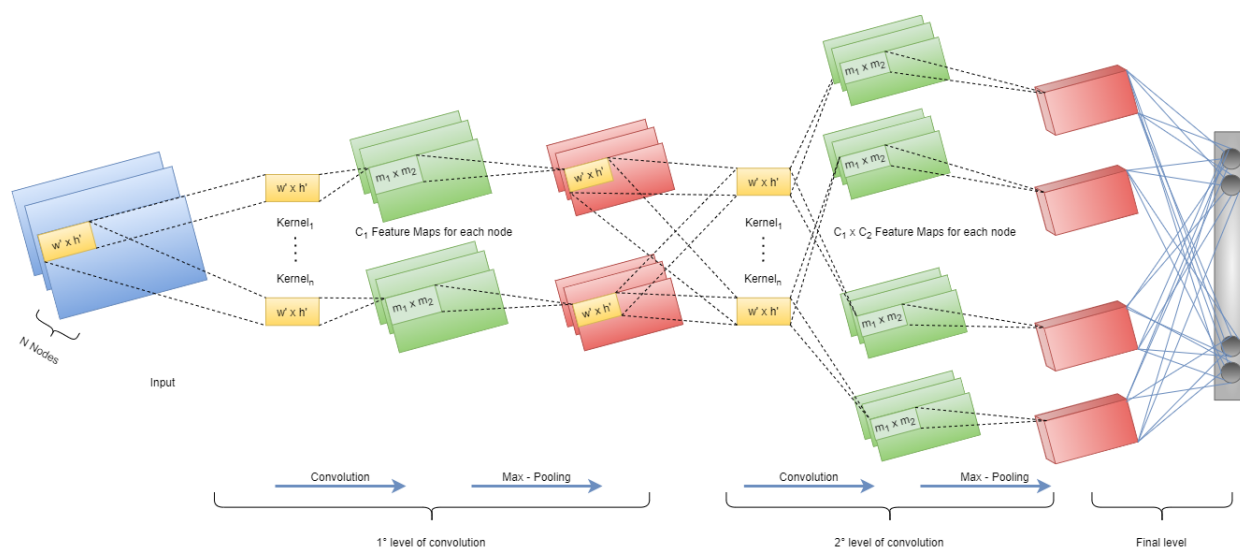 m₁ x m₂
m₁ x m₂
w' x h'
m₁ x m₂
w' x h'
w' x h'
w' x h'
Kernel₁
C₁ Feature Maps for each node
Kernel₁
C₁ x C₂ Feature Maps for each node
Kernelₙ
Kernelₙ
w' x h'
m₁ x m₂
w' x h'
w' x h'
m₁ x m₂
N Nodes
Input
m₁ x m₂
Convolution
Max - Pooling
Convolution
Max - Pooling
1° level of convolution
2° level of convolution
Final level